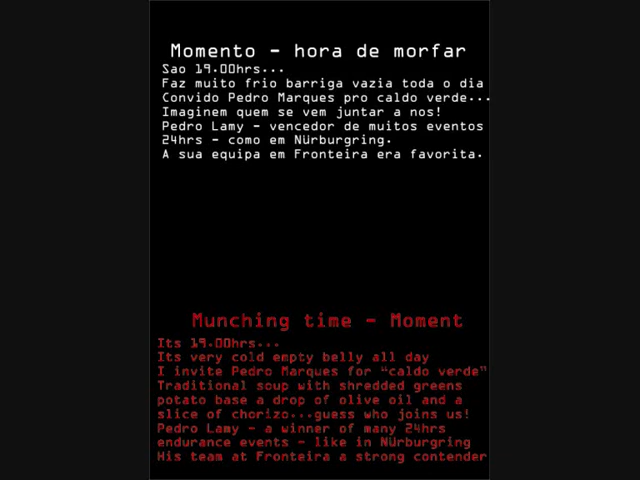 Momento - hora de morfar
Sao 19.00hrs...
Faz muito frio barriga vazia toda o dia
Convido Pedro Marques pro caldo verde...
Imaginem quem se vem juntar a nos!
Pedro Lamy - vencedor de muitos eventos
24hrs - como em NÜrburgring.
A sua equipa em Fronteira era favorita.
Munching time - Moment
Its 19.00hrs...
Its very cold empty belly all day
I invite Pedro Marques for “caldo verde”
Traditional soup with shredded greens
potato base a drop of olive oil and a
slice of chorizo...guess who joins us!
Pedro Lamy - a winner of many 24hrs
endurance events - like in NÜrburgring
His team at Fronteira a strong contender